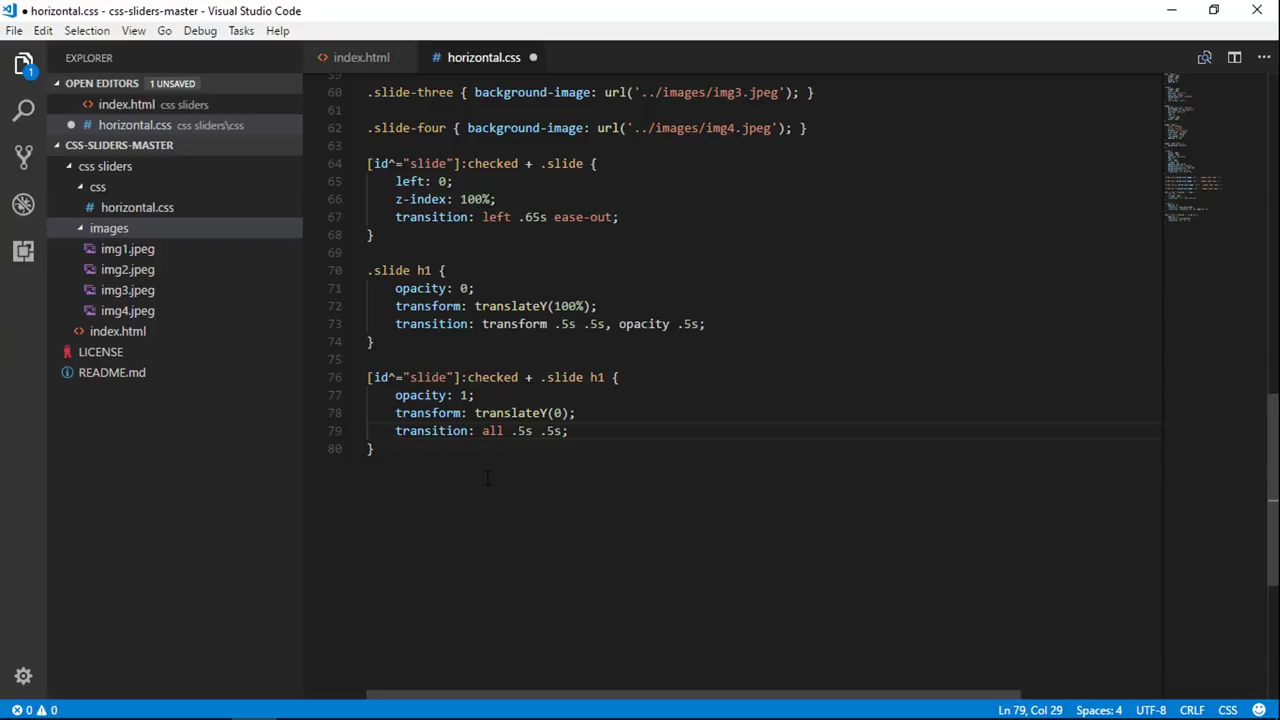 horizontal.css - css-sliders-master - Visual Studio Code
File Edit Selection View Go Debug Tasks Help
EXPLORER
index.html
horizontal.css
OPEN EDITORS 1 UNSAVED
index.html css sliders
horizontal.css css sliders\css
CSS-SLIDERS-MASTER
css sliders
css
horizontal.css
images
img1.jpeg
img2.jpeg
img3.jpeg
img4.jpeg
index.html
LICENSE
README.md
1
59
60 .slide-three { background-image: url('../images/img3.jpeg'); }
61
62 .slide-four { background-image: url('../images/img4.jpeg'); }
63
64 [id^="slide"]:checked + .slide {
65 left: 0;
66 z-index: 100%;
67 transition: left .65s ease-out;
68 }
69
70 .slide h1 {
71 opacity: 0;
72 transform: translateY(100%);
73 transition: transform .5s .5s, opacity .5s;
74 }
75
76 [id^="slide"]:checked + .slide h1 {
77 opacity: 1;
78 transform: translateY(0);
79 transition: all .5s .5s;
80 }
0 0
Ln 79, Col 29 Spaces: 4 UTF-8 CRLF CSS